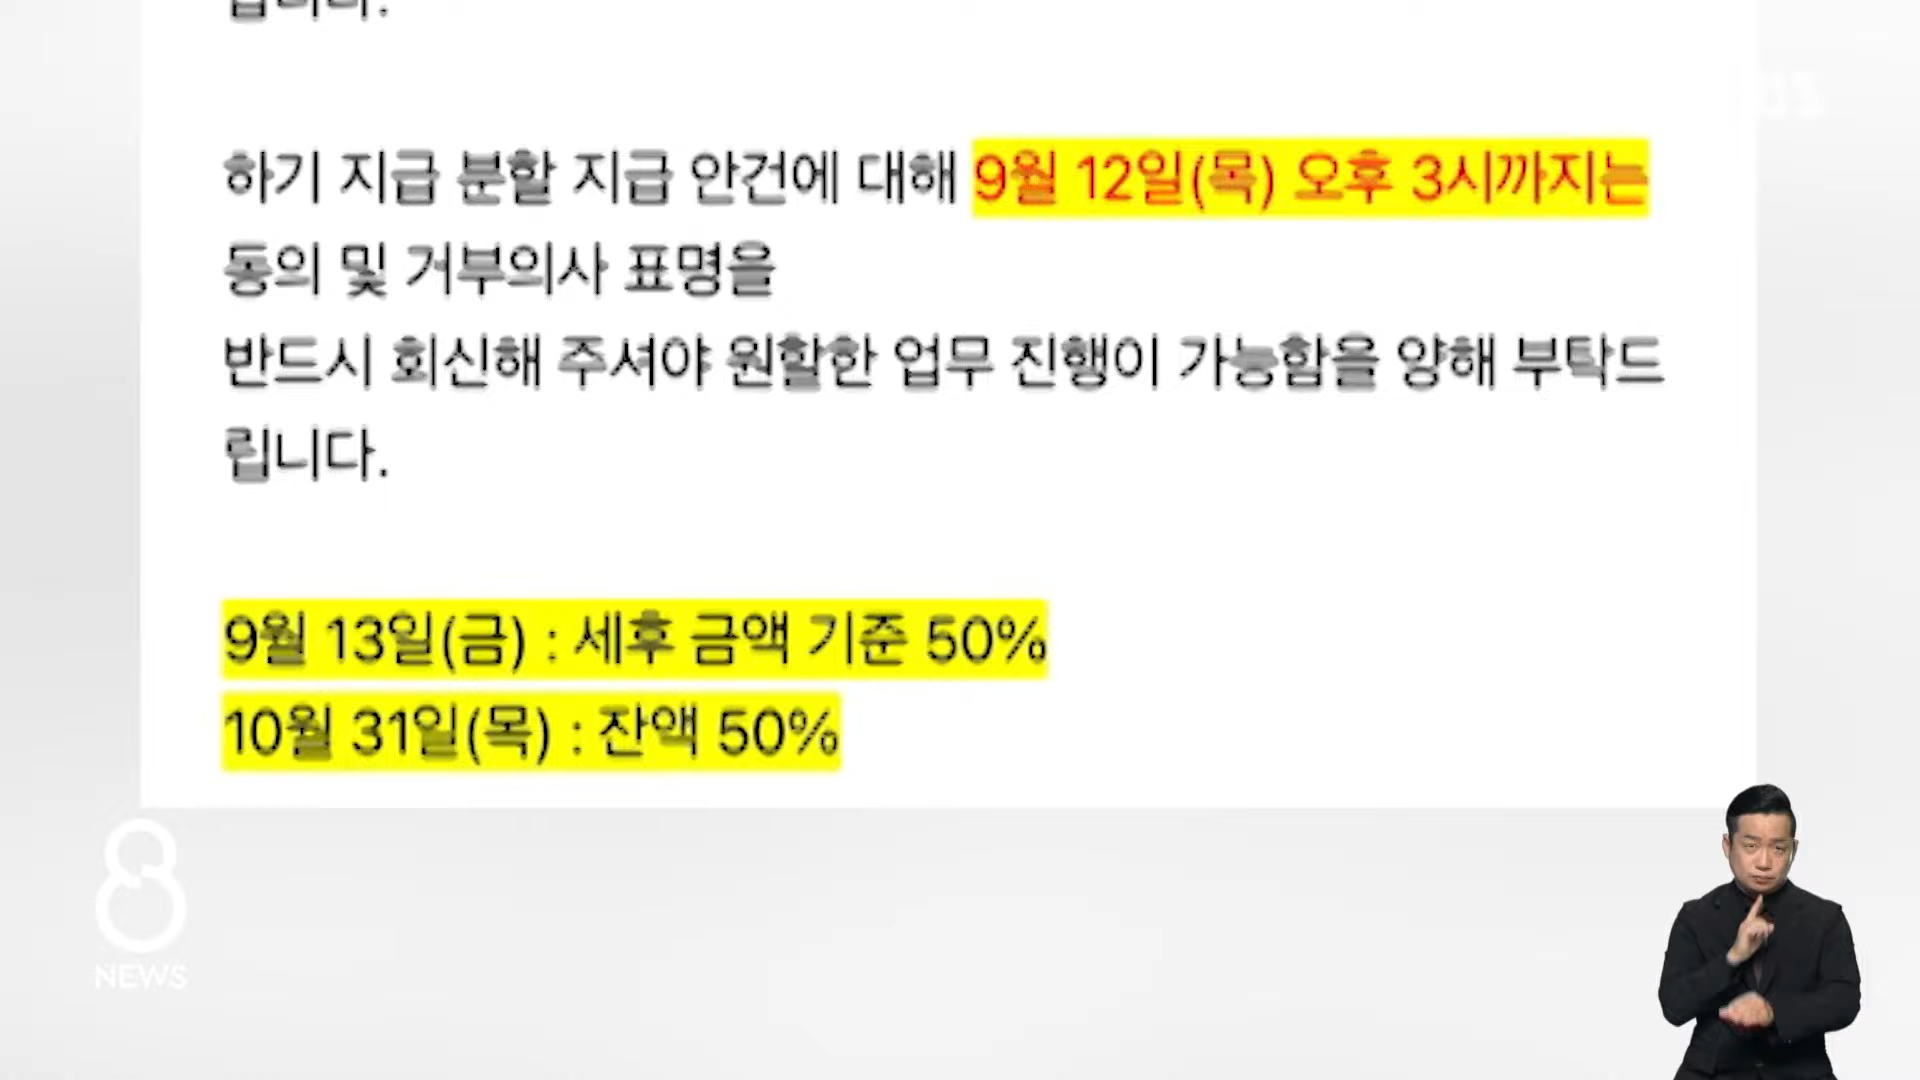 하기 지급 분할 지급 안건에 대해 9월 12일(목) 오후 3시까지는
동의 및 거부의사 표명을
반드시 회신해 주셔야 원할한 업무 진행이 가능함을 양해 부탁드
립니다.
9월 13일(금) : 세후 금액 기준 50%
10월 31일(목) : 잔액 50%
8
NEWS